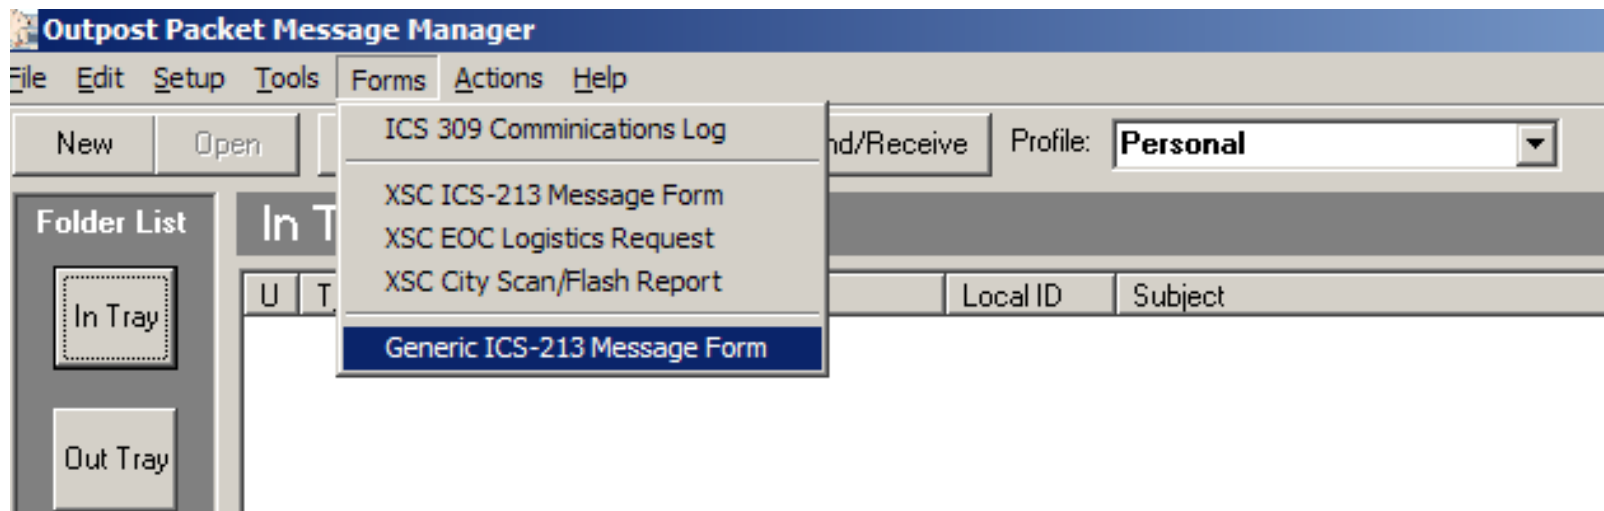 Outpost Packet Message Manager
File Edit Setup Tools Forms Actions Help
New Open nd/Receive Profile: Personal
ICS 309 Comminications Log
XSC ICS-213 Message Form
XSC EOC Logistics Request
XSC City Scan/Flash Report
Generic ICS-213 Message Form
Folder List In T
U T Local ID Subject
In Tray
Out Tray